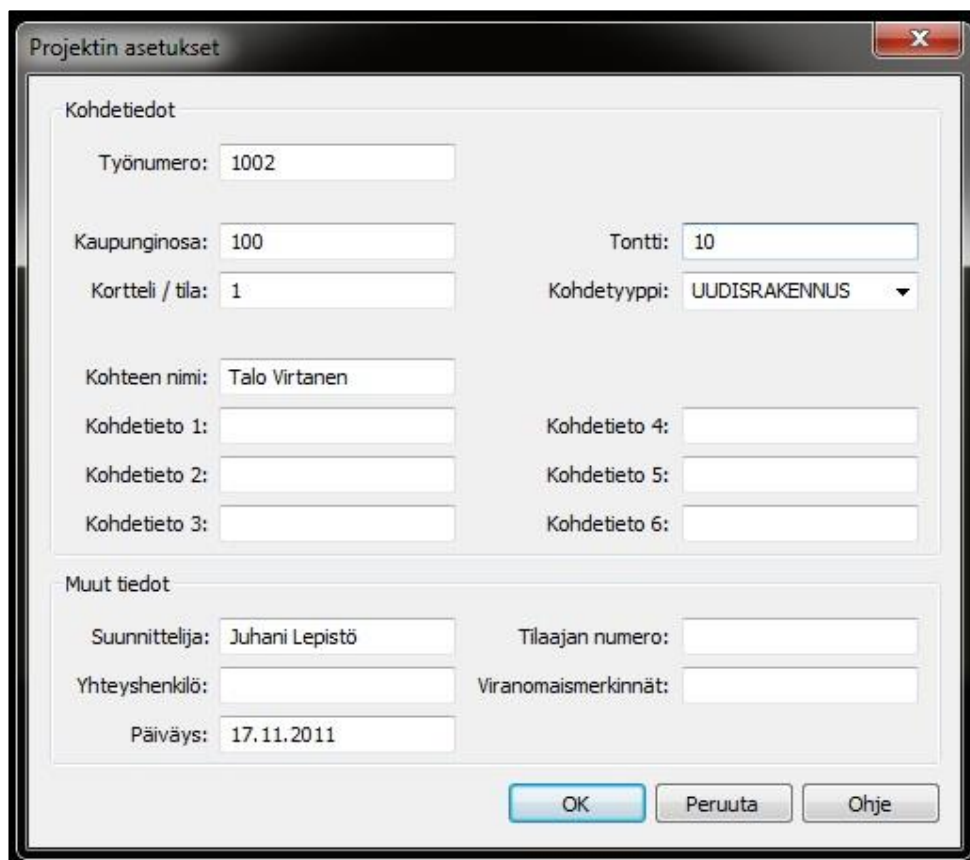 Projektin asetukset
Kohdetiedot
Työnumero: 1002
Kaupunginosa: 100 Tontti: 10
Kortteli / tila: 1 Kohdetyyppi: UUDISRAKENNUS
Kohteen nimi: Talo Virtanen
Kohdetieto 1: Kohdetieto 4:
Kohdetieto 2: Kohdetieto 5:
Kohdetieto 3: Kohdetieto 6:
Muut tiedot
Suunnittelija: Juhani Lepistö Tilaajan numero:
Yhteyshenkilö: Viranomaismerkinnät:
Päiväys: 17.11.2011
OK Peruuta Ohje